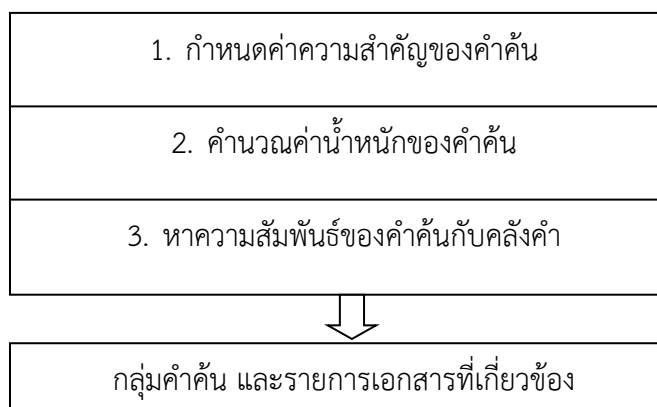 1. กำหนดค่าความสำคัญของคำค้น
2. คำนวณค่าน้ำหนักของคำค้น
3. หาความสัมพันธ์ของคำค้นกับคลังคำ
กลุ่มคำค้น และรายการเอกสารที่เกี่ยวข้อง